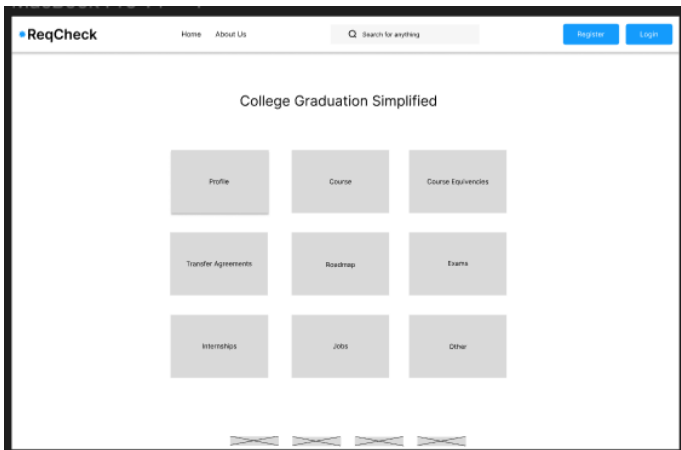 ReqCheck Home About Us Search for anything Register Login
College Graduation Simplified
Profile Course Course Equivencies
Transfer Agreements Roadmap Exams
Internships Jobs Other